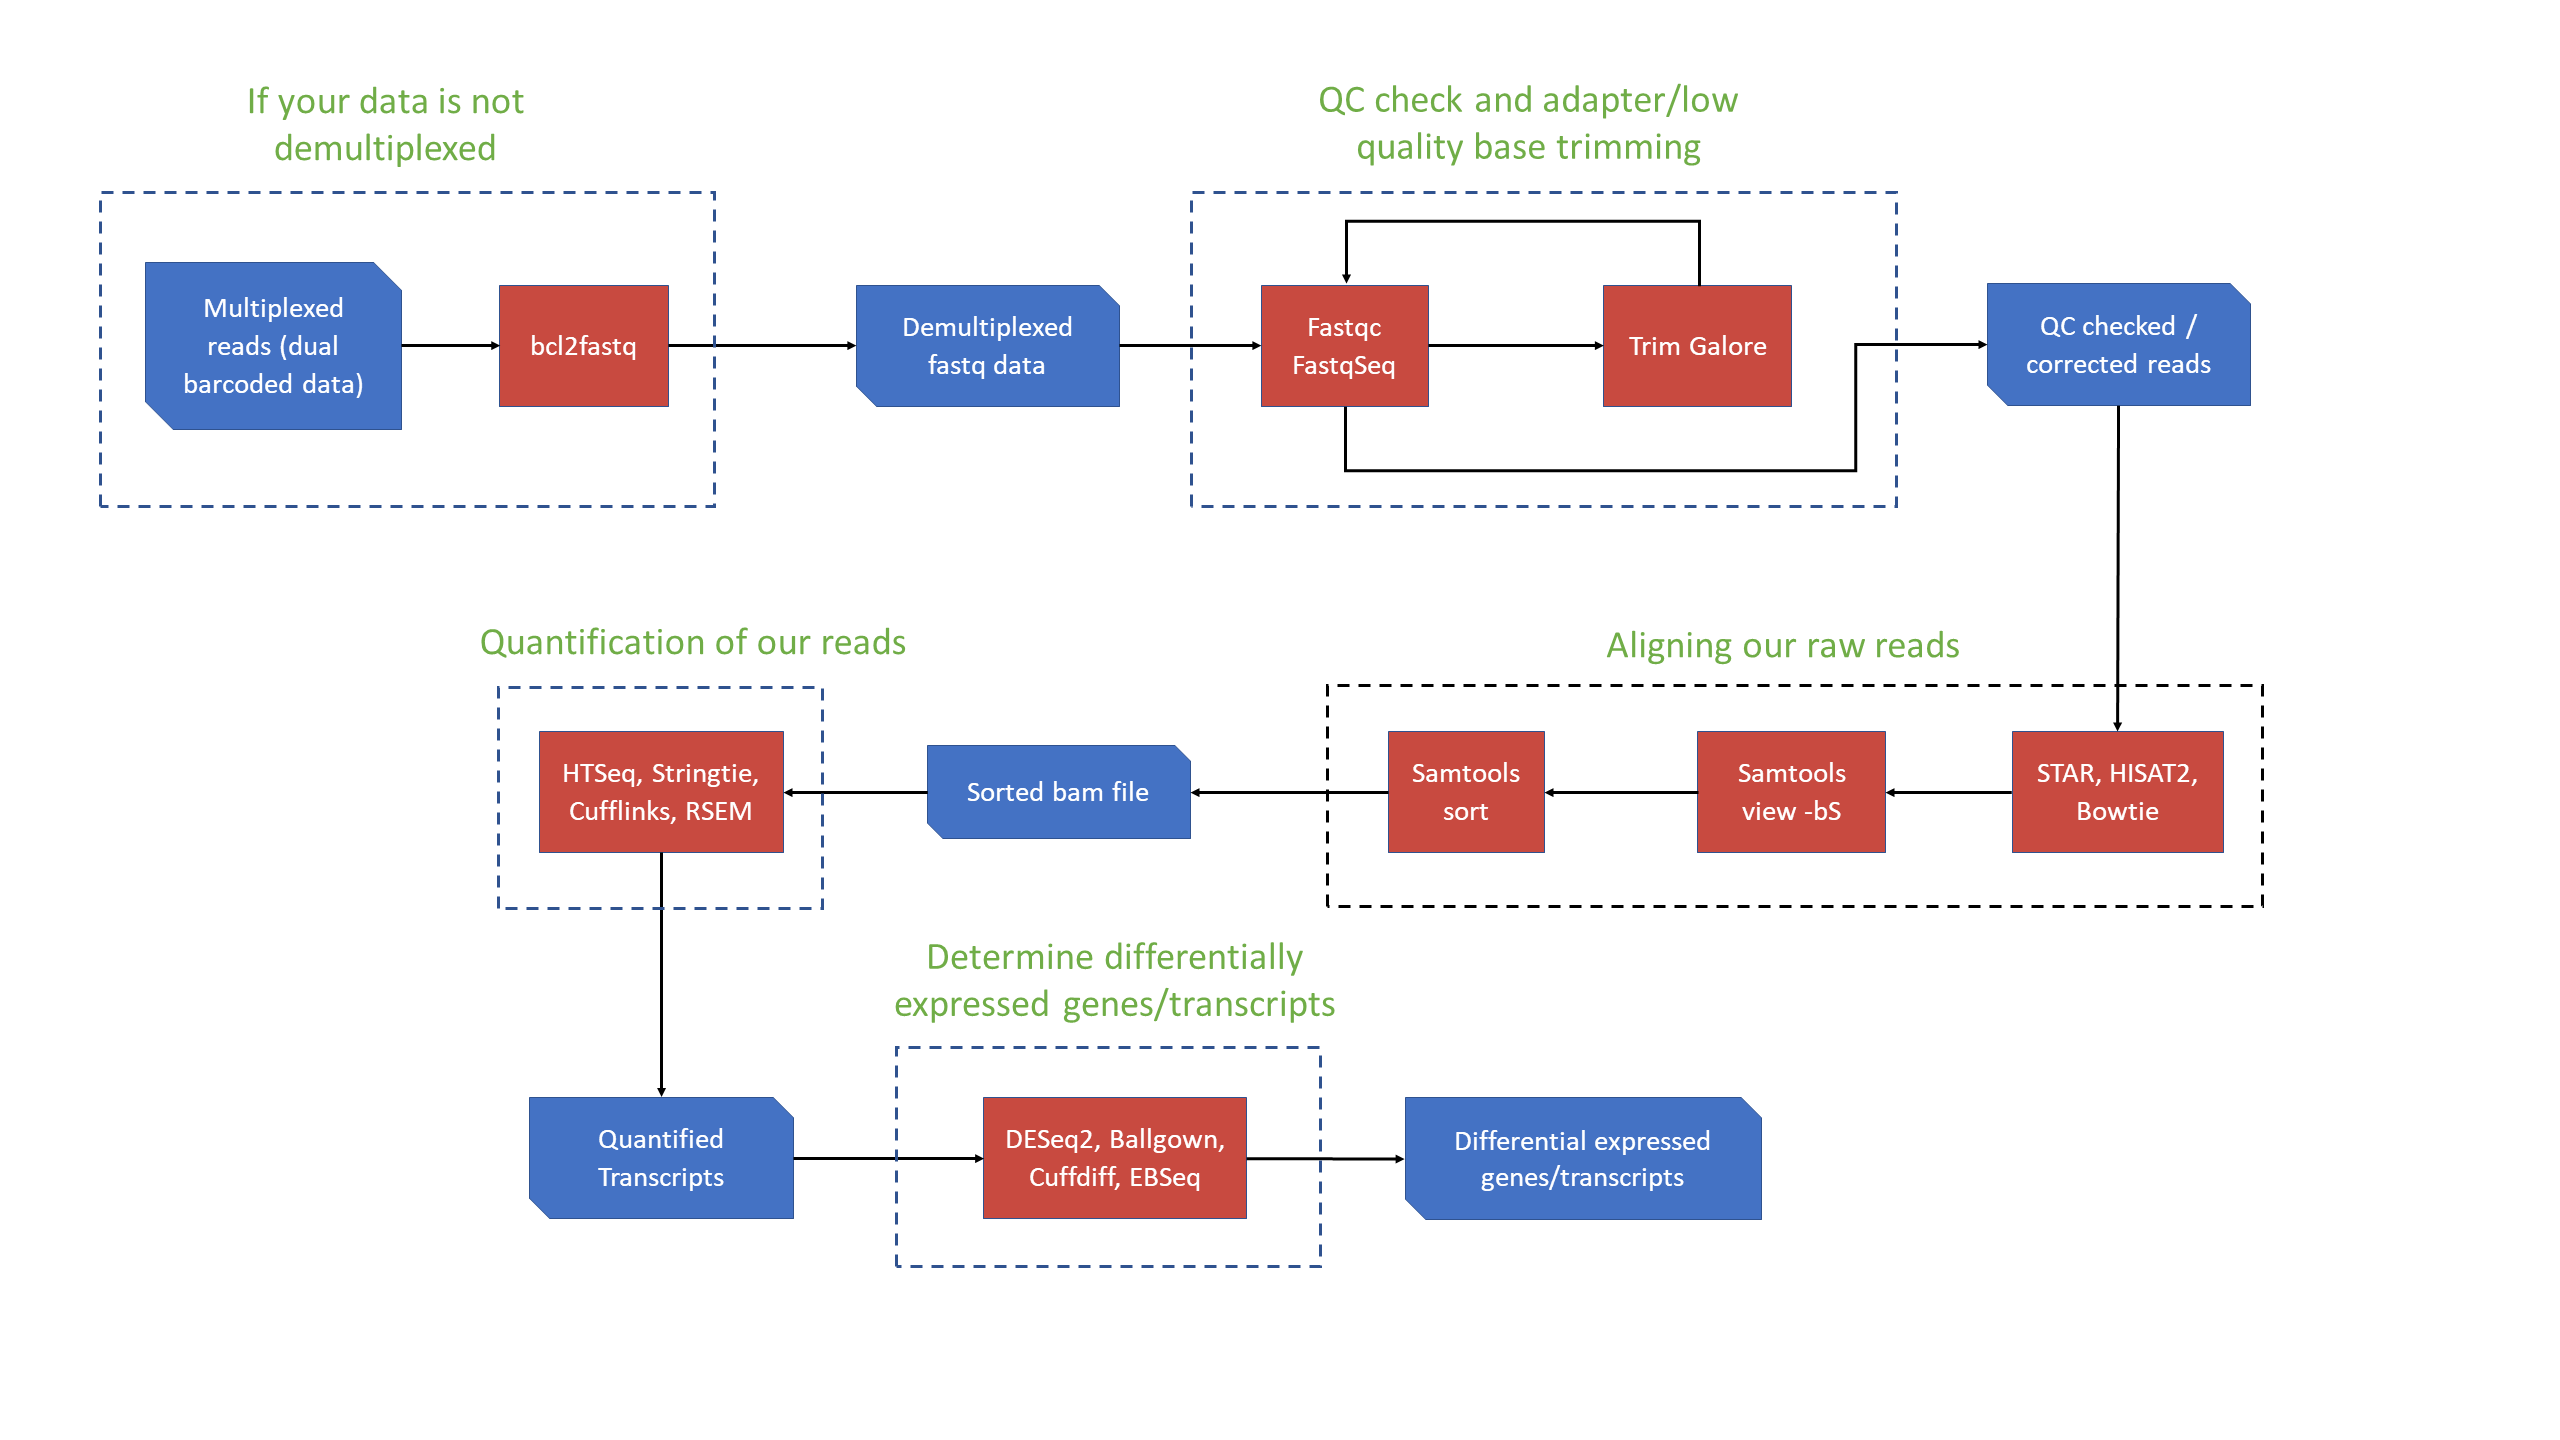 If your data is not
demultiplexed
QC check and adapter/low
quality base trimming
Multiplexed
reads (dual
barcoded data)
bcl2fastq
Demultiplexed
fastq data
Fastqc
FastqSeq
Trim Galore
QC checked /
corrected reads
Quantification of our reads
Aligning our raw reads
HTSeq, Stringtie,
Cufflinks, RSEM
Sorted bam file
Samtools
sort
Samtools
view -bS
STAR, HISAT2,
Bowtie
Determine differentially
expressed genes/transcripts
Quantified
Transcripts
DESeq2, Ballgown,
Cuffdiff, EBSeq
Differential expressed
genes/transcripts